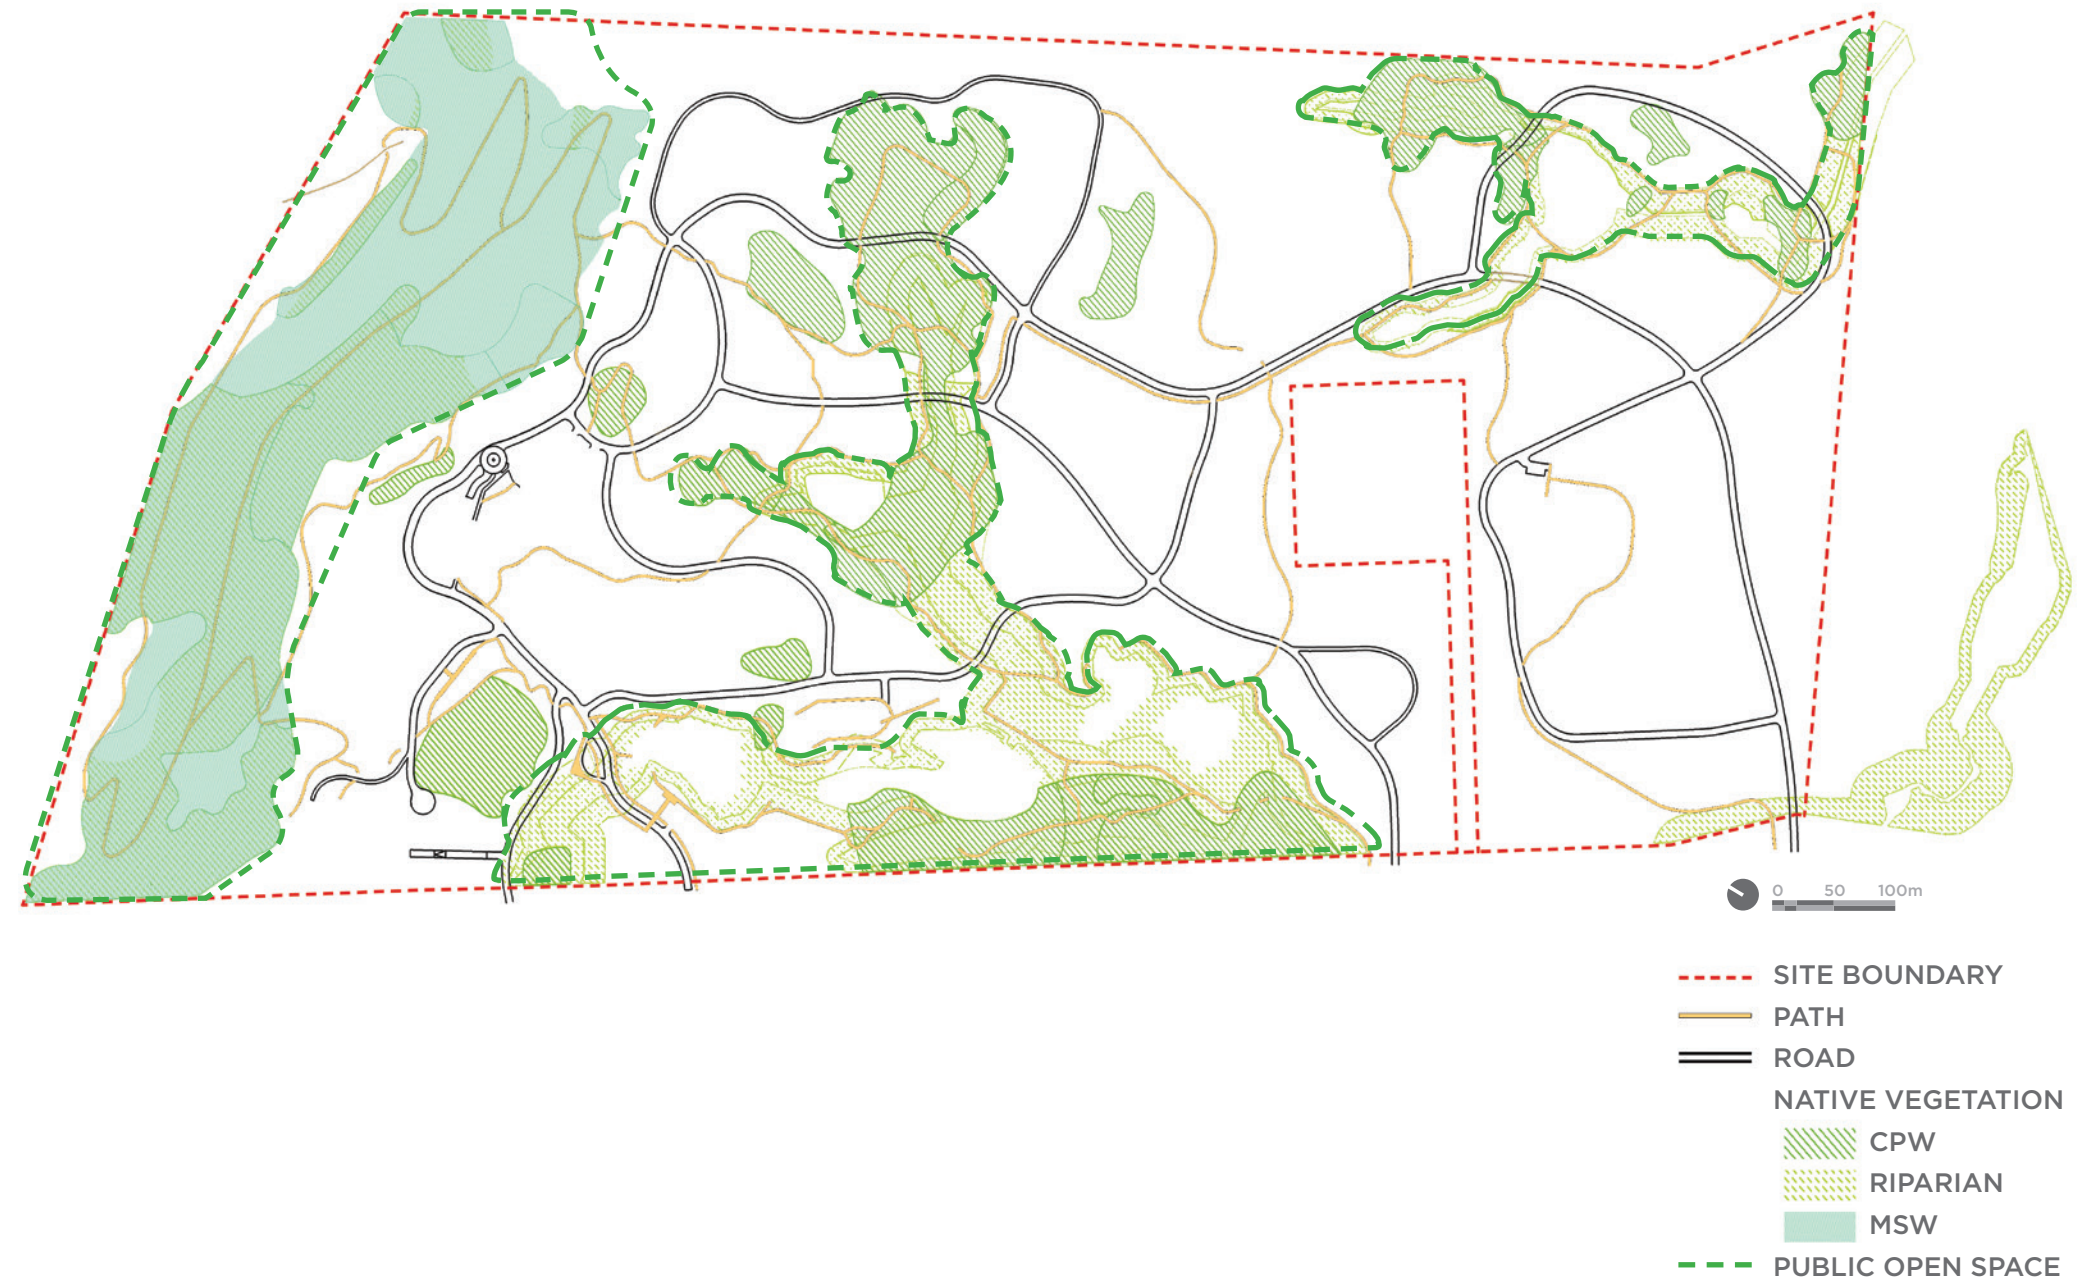 0 50 100m
SITE BOUNDARY
PATH
ROAD
NATIVE VEGETATION
CPW
RIPARIAN
MSW
PUBLIC OPEN SPACE